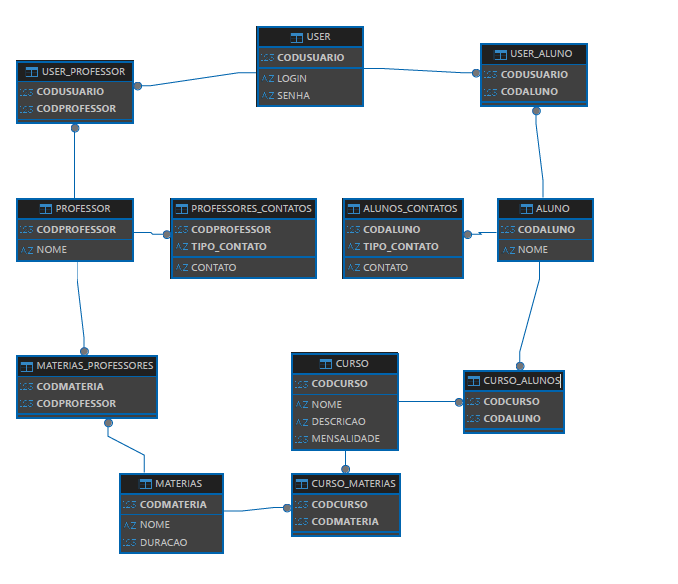 USER
CODUSUARIO
LOGIN
SENHA
USER_PROFESSOR
CODUSUARIO
CODPROFESSOR
USER_ALUNO
CODUSUARIO
CODALUNO
PROFESSOR
CODPROFESSOR
NOME
PROFESSORES_CONTATOS
CODPROFESSOR
TIPO_CONTATO
CONTATO
ALUNOS_CONTATOS
CODALUNO
TIPO_CONTATO
CONTATO
ALUNO
CODALUNO
NOME
MATERIAS_PROFESSORES
CODMATERIA
CODPROFESSOR
CURSO
CODCURSO
NOME
DESCRICAO
MENSALIDADE
CURSO_ALUNOS
CODCURSO
CODALUNO
MATERIAS
CODMATERIA
NOME
DURACAO
CURSO_MATERIAS
CODCURSO
CODMATERIA